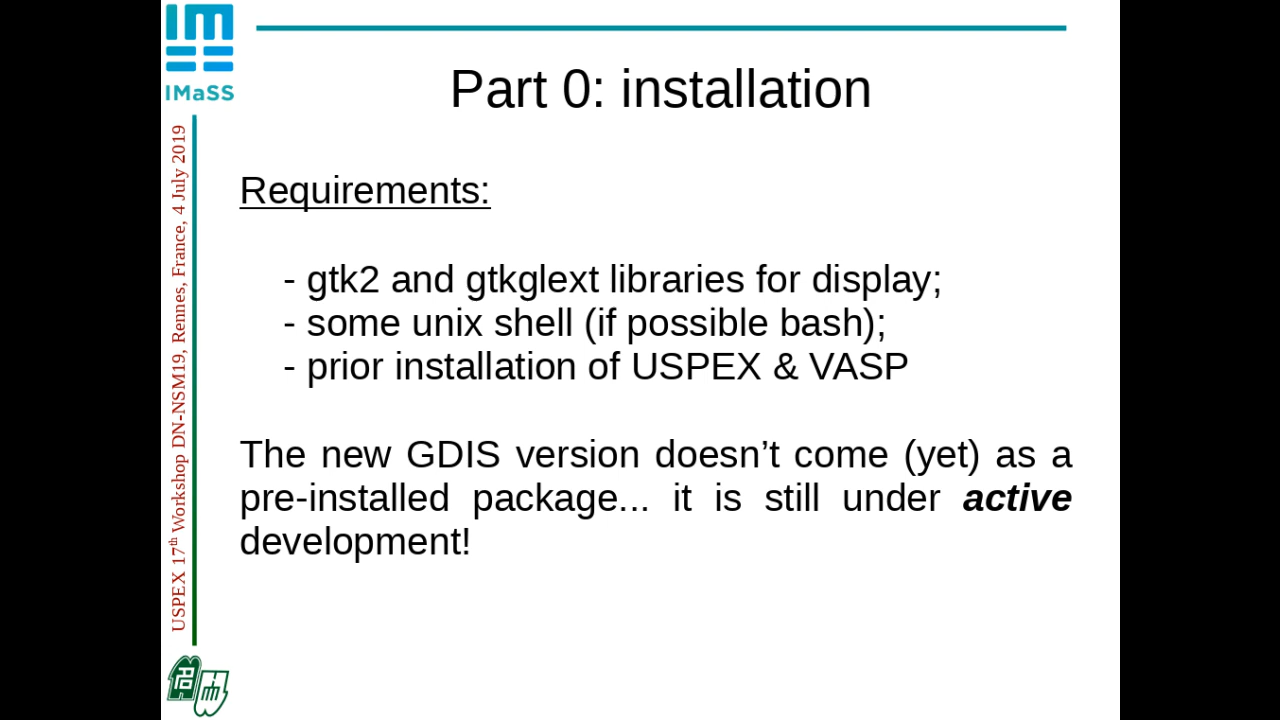 IMaSS
Part 0: installation
USPEX 17th Workshop DN-NSM19, Rennes, France, 4 July 2019
Requirements:
- gtk2 and gtkglext libraries for display;
- some unix shell (if possible bash);
- prior installation of USPEX & VASP
The new GDIS version doesn’t come (yet) as a
pre-installed package... it is still under active
development!